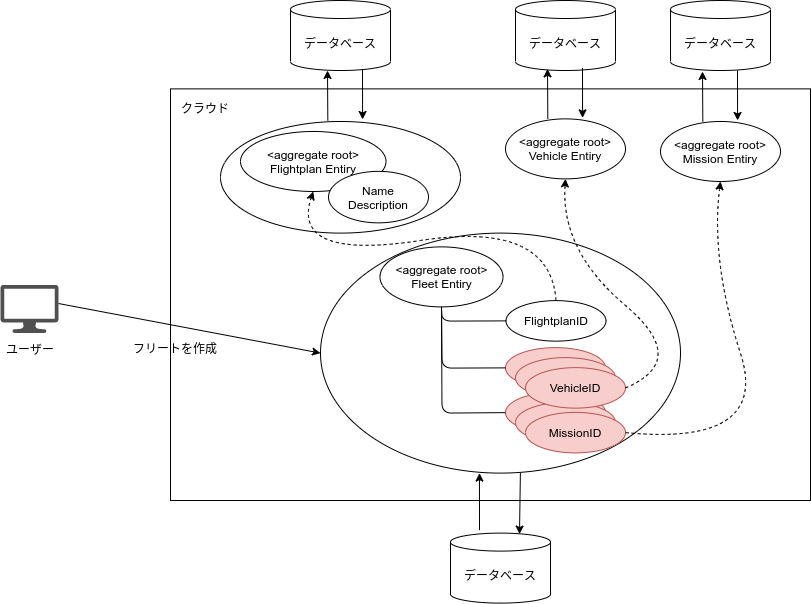 データベース
データベース
データベース
クラウド
<aggregate root>
Flightplan Entiry
Name
Description
<aggregate root>
Vehicle Entiry
<aggregate root>
Mission Entiry
<aggregate root>
Fleet Entiry
FlightplanID
VehicleID
MissionID
ユーザー
フリートを作成
データベース